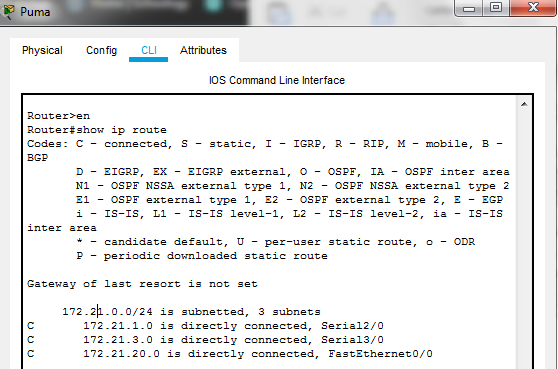 Puma
Physical Config CLI Attributes
IOS Command Line Interface
Router>en
Router#show ip route
Codes: C - connected, S - static, I - IGRP, R - RIP, M - mobile, B -
BGP
D - EIGRP, EX - EIGRP external, O - OSPF, IA - OSPF inter area
N1 - OSPF NSSA external type 1, N2 - OSPF NSSA external type 2
E1 - OSPF external type 1, E2 - OSPF external type 2, E - EGP
i - IS-IS, L1 - IS-IS level-1, L2 - IS-IS level-2, ia - IS-IS
inter area
* - candidate default, U - per-user static route, o - ODR
P - periodic downloaded static route
Gateway of last resort is not set
172.21.0.0/24 is subnetted, 3 subnets
C 172.21.1.0 is directly connected, Serial2/0
C 172.21.3.0 is directly connected, Serial3/0
C 172.21.20.0 is directly connected, FastEthernet0/0